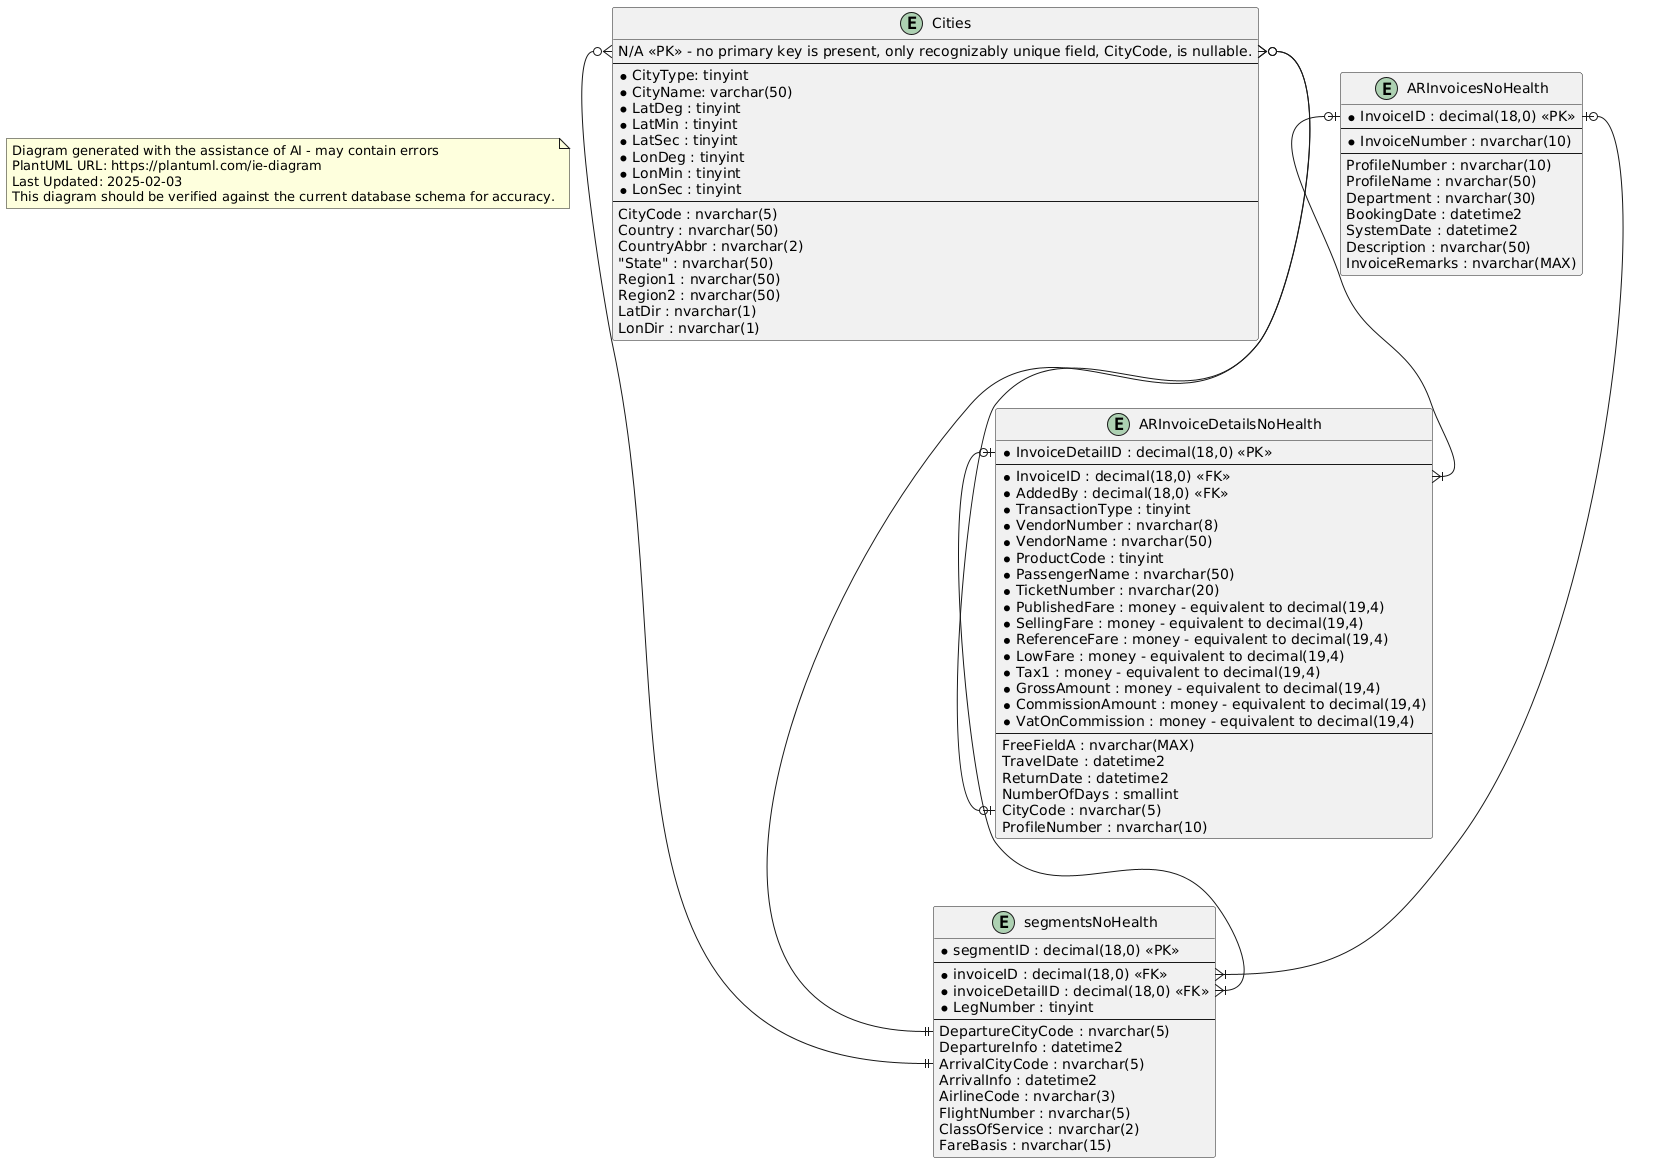 Diagram generated with the assistance of AI - may contain errors
PlantUML URL: https://plantuml.com/ie-diagram
Last Updated: 2025-02-03
This diagram should be verified against the current database schema for accuracy.
E Cities
N/A «PK» - no primary key is present, only recognizably unique field, CityCode, is nullable.
CityType: tinyint
CityName: varchar(50)
LatDeg : tinyint
LatMin : tinyint
LatSec : tinyint
LonDeg : tinyint
LonMin : tinyint
LonSec : tinyint
CityCode : nvarchar(5)
Country : nvarchar(50)
CountryAbbr : nvarchar(2)
"State" : nvarchar(50)
Region1 : nvarchar(50)
Region2 : nvarchar(50)
LatDir : nvarchar(1)
LonDir : nvarchar(1)
E ARInvoicesNoHealth
InvoiceID : decimal(18,0) «PK»
InvoiceNumber : nvarchar(10)
ProfileNumber : nvarchar(10)
ProfileName : nvarchar(50)
Department : nvarchar(30)
BookingDate : datetime2
SystemDate : datetime2
Description : nvarchar(50)
InvoiceRemarks : nvarchar(MAX)
E ARInvoiceDetailsNoHealth
InvoiceDetailID : decimal(18,0) «PK»
InvoiceID : decimal(18,0) «FK»
AddedBy : decimal(18,0) «FK»
TransactionType : tinyint
VendorNumber : nvarchar(8)
VendorName : nvarchar(50)
ProductCode : tinyint
PassengerName : nvarchar(50)
TicketNumber : nvarchar(20)
PublishedFare : money - equivalent to decimal(19,4)
SellingFare : money - equivalent to decimal(19,4)
ReferenceFare : money - equivalent to decimal(19,4)
LowFare : money - equivalent to decimal(19,4)
Tax1 : money - equivalent to decimal(19,4)
GrossAmount : money - equivalent to decimal(19,4)
CommissionAmount : money - equivalent to decimal(19,4)
VatOnCommission : money - equivalent to decimal(19,4)
FreeFieldA : nvarchar(MAX)
TravelDate : datetime2
ReturnDate : datetime2
NumberOfDays : smallint
CityCode : nvarchar(5)
ProfileNumber : nvarchar(10)
E segmentsNoHealth
segmentID : decimal(18,0) «PK»
invoiceID : decimal(18,0) «FK»
invoiceDetailID : decimal(18,0) «FK»
LegNumber : tinyint
DepartureCityCode : nvarchar(5)
DepartureInfo : datetime2
ArrivalCityCode : nvarchar(5)
ArrivalInfo : datetime2
AirlineCode : nvarchar(3)
FlightNumber : nvarchar(5)
ClassOfService : nvarchar(2)
FareBasis : nvarchar(15)